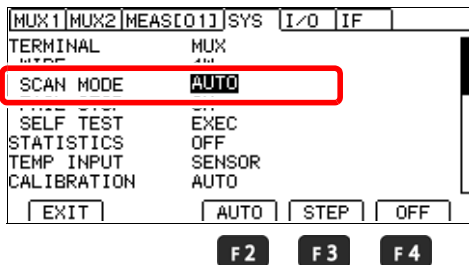 MUX1 MUX2 MEAS[01] SYS I/O IF
TERMINAL MUX
SCAN MODE AUTO
SELF TEST EXEC
STATISTICS OFF
TEMP INPUT SENSOR
CALIBRATION AUTO
EXIT AUTO STEP OFF
F2 F3 F4